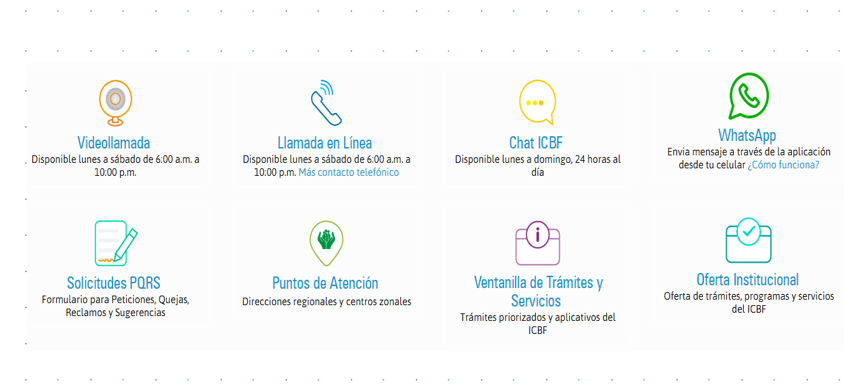 Videollamada
Disponible lunes a sábado de 6:00 a.m. a
10:00 p.m.
Llamada en Línea
Disponible lunes a sábado de 6:00 a.m. a
10:00 p.m. Más contacto telefónico
Chat ICBF
Disponible lunes a domingo, 24 horas al
día
WhatsApp
Envia mensaje a través de la aplicación
desde tu celular ¿Cómo funciona?
Solicitudes PQRS
Formulario para Peticiones, Quejas,
Reclamos y Sugerencias
Puntos de Atención
Direcciones regionales y centros zonales
Ventanilla de Trámites y
Servicios
Trámites priorizados y aplicativos del
ICBF
Oferta Institucional
Oferta de trámites, programas y servicios
del ICBF